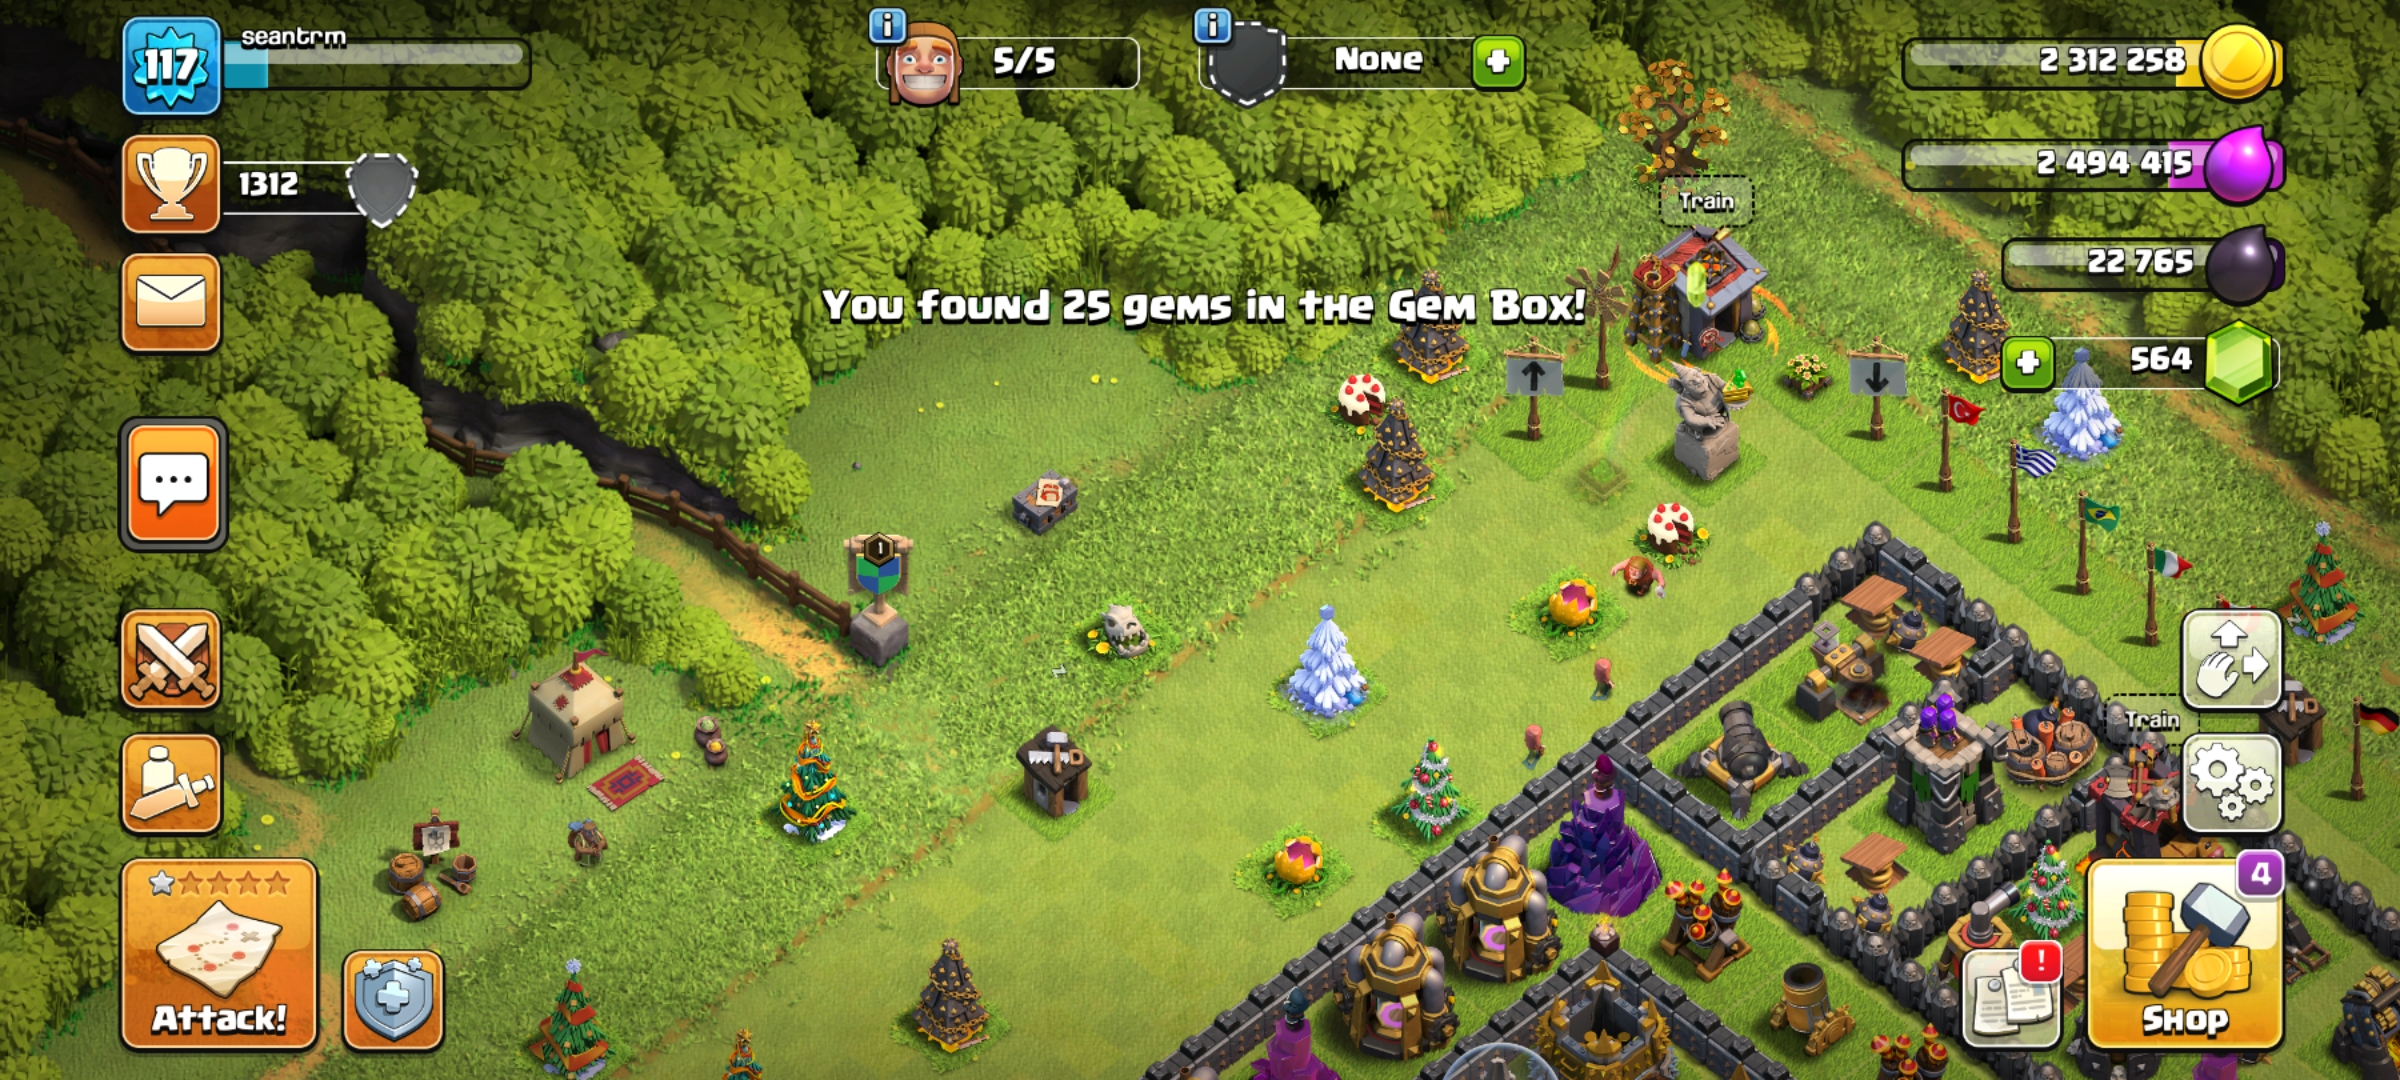 117
seantrm
5/5
None
2 312 258
1312
2 494 415
Train
22 765
You found 25 gems in the Gem Box!
564
1
Train
4
Attack!
!
Shop